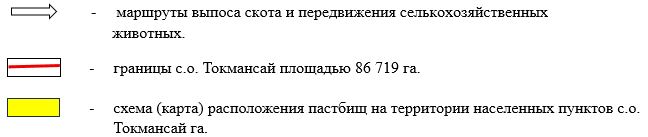 - маршруты выпоса скота и передвижения селькохозяйственных
животных.
- границы с.о. Токмансай площадью 86 719 га.
- схема (карта) расположения пастбищ на территории населенных пунктов с.о.
Токмансай га.